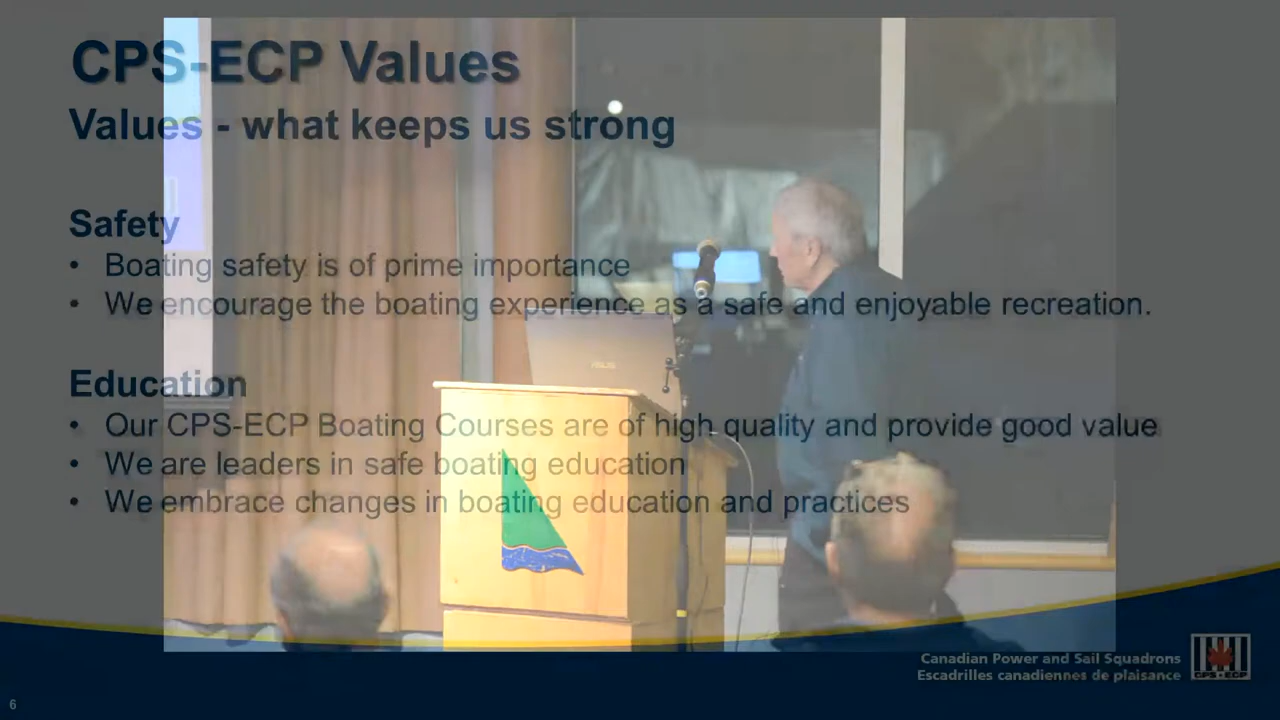 CPS-ECP Values
Values - what keeps us strong
Safety
• Boating safety is of prime importance
• We encourage the boating experience as a safe and enjoyable recreation.
Education
• Our CPS-ECP Boating Courses are of high quality and provide good value
• We are leaders in safe boating education
• We embrace changes in boating education and practices
ASUS
Canadian Power and Sail Squadrons
Escadrilles canadiennes de plaisance
CPS-ECP
6